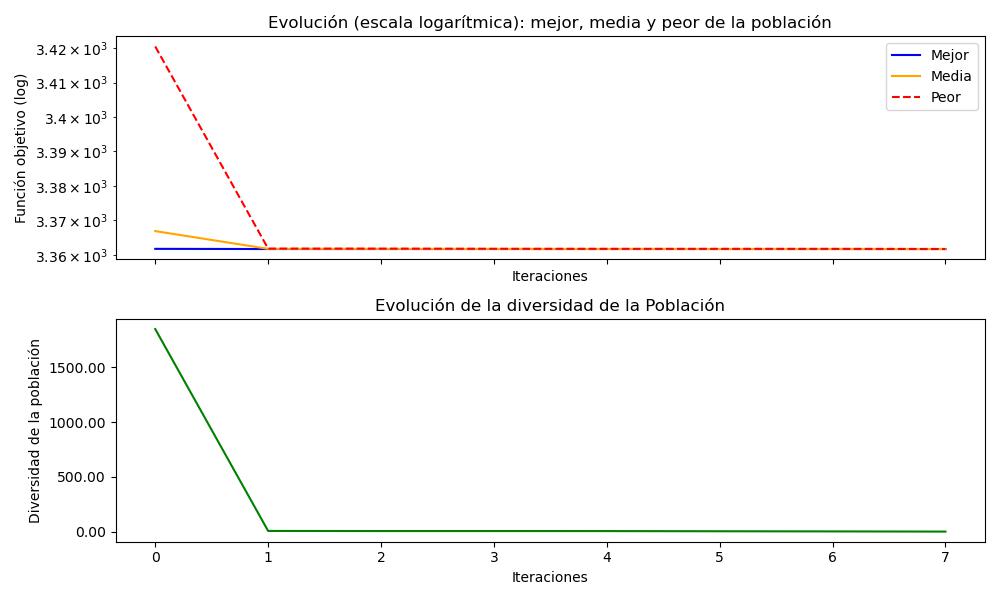 Evolución (escala logarítmica): mejor, media y peor de la población
Función objetivo (log)
3.42 × 10³
3.41 × 10³
3.4 × 10³
3.39 × 10³
3.38 × 10³
3.37 × 10³
3.36 × 10³
Mejor
Media
Peor
Iteraciones
Evolución de la diversidad de la Población
Diversidad de la población
1500.00
1000.00
500.00
0.00
0 1 2 3 4 5 6 7
Iteraciones